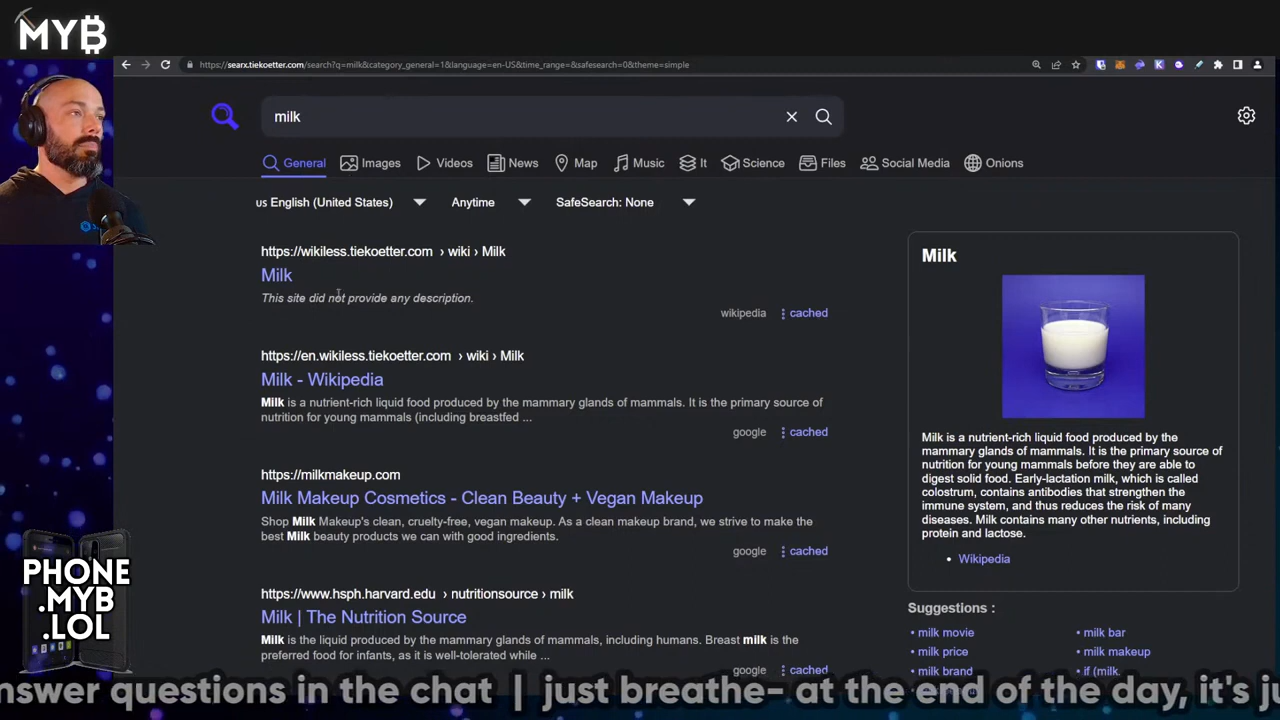 MYB
https://searx.tiekoetter.com/search?q=milk&category_general=1&language=en-US&time_range=&safesearch=0&theme=simple
milk
General Images Videos News Map Music It Science Files Social Media Onions
us English (United States) Anytime SafeSearch: None
https://wikiless.tiekoetter.com › wiki › Milk
Milk
This site did not provide any description.
wikipedia cached
https://en.wikiless.tiekoetter.com › wiki › Milk
Milk - Wikipedia
Milk is a nutrient-rich liquid food produced by the mammary glands of mammals. It is the primary source of
nutrition for young mammals (including breastfed ...
google cached
https://milkmakeup.com
Milk Makeup Cosmetics - Clean Beauty + Vegan Makeup
Shop Milk Makeup's clean, cruelty-free, vegan makeup. As a clean makeup brand, we strive to make the
best Milk beauty products we can with good ingredients.
google cached
https://www.hsph.harvard.edu › nutritionsource › milk
Milk | The Nutrition Source
Milk is the liquid produced by the mammary glands of mammals, including humans. Breast milk is the
preferred food for infants, as it is well-tolerated while ...
google cached
Milk
Milk is a nutrient-rich liquid food produced by the
mammary glands of mammals. It is the primary source of
nutrition for young mammals before they are able to
digest solid food. Early-lactation milk, which is called
colostrum, contains antibodies that strengthen the
immune system, and thus reduces the risk of many
diseases. Milk contains many other nutrients, including
protein and lactose.
• Wikipedia
Suggestions :
• milk movie • milk bar
• milk price • milk makeup
• milk brand • if (milk.
PHONE
.MYB
.LOL
nswer questions in the chat | just breathe- at the end of the day, it's ju